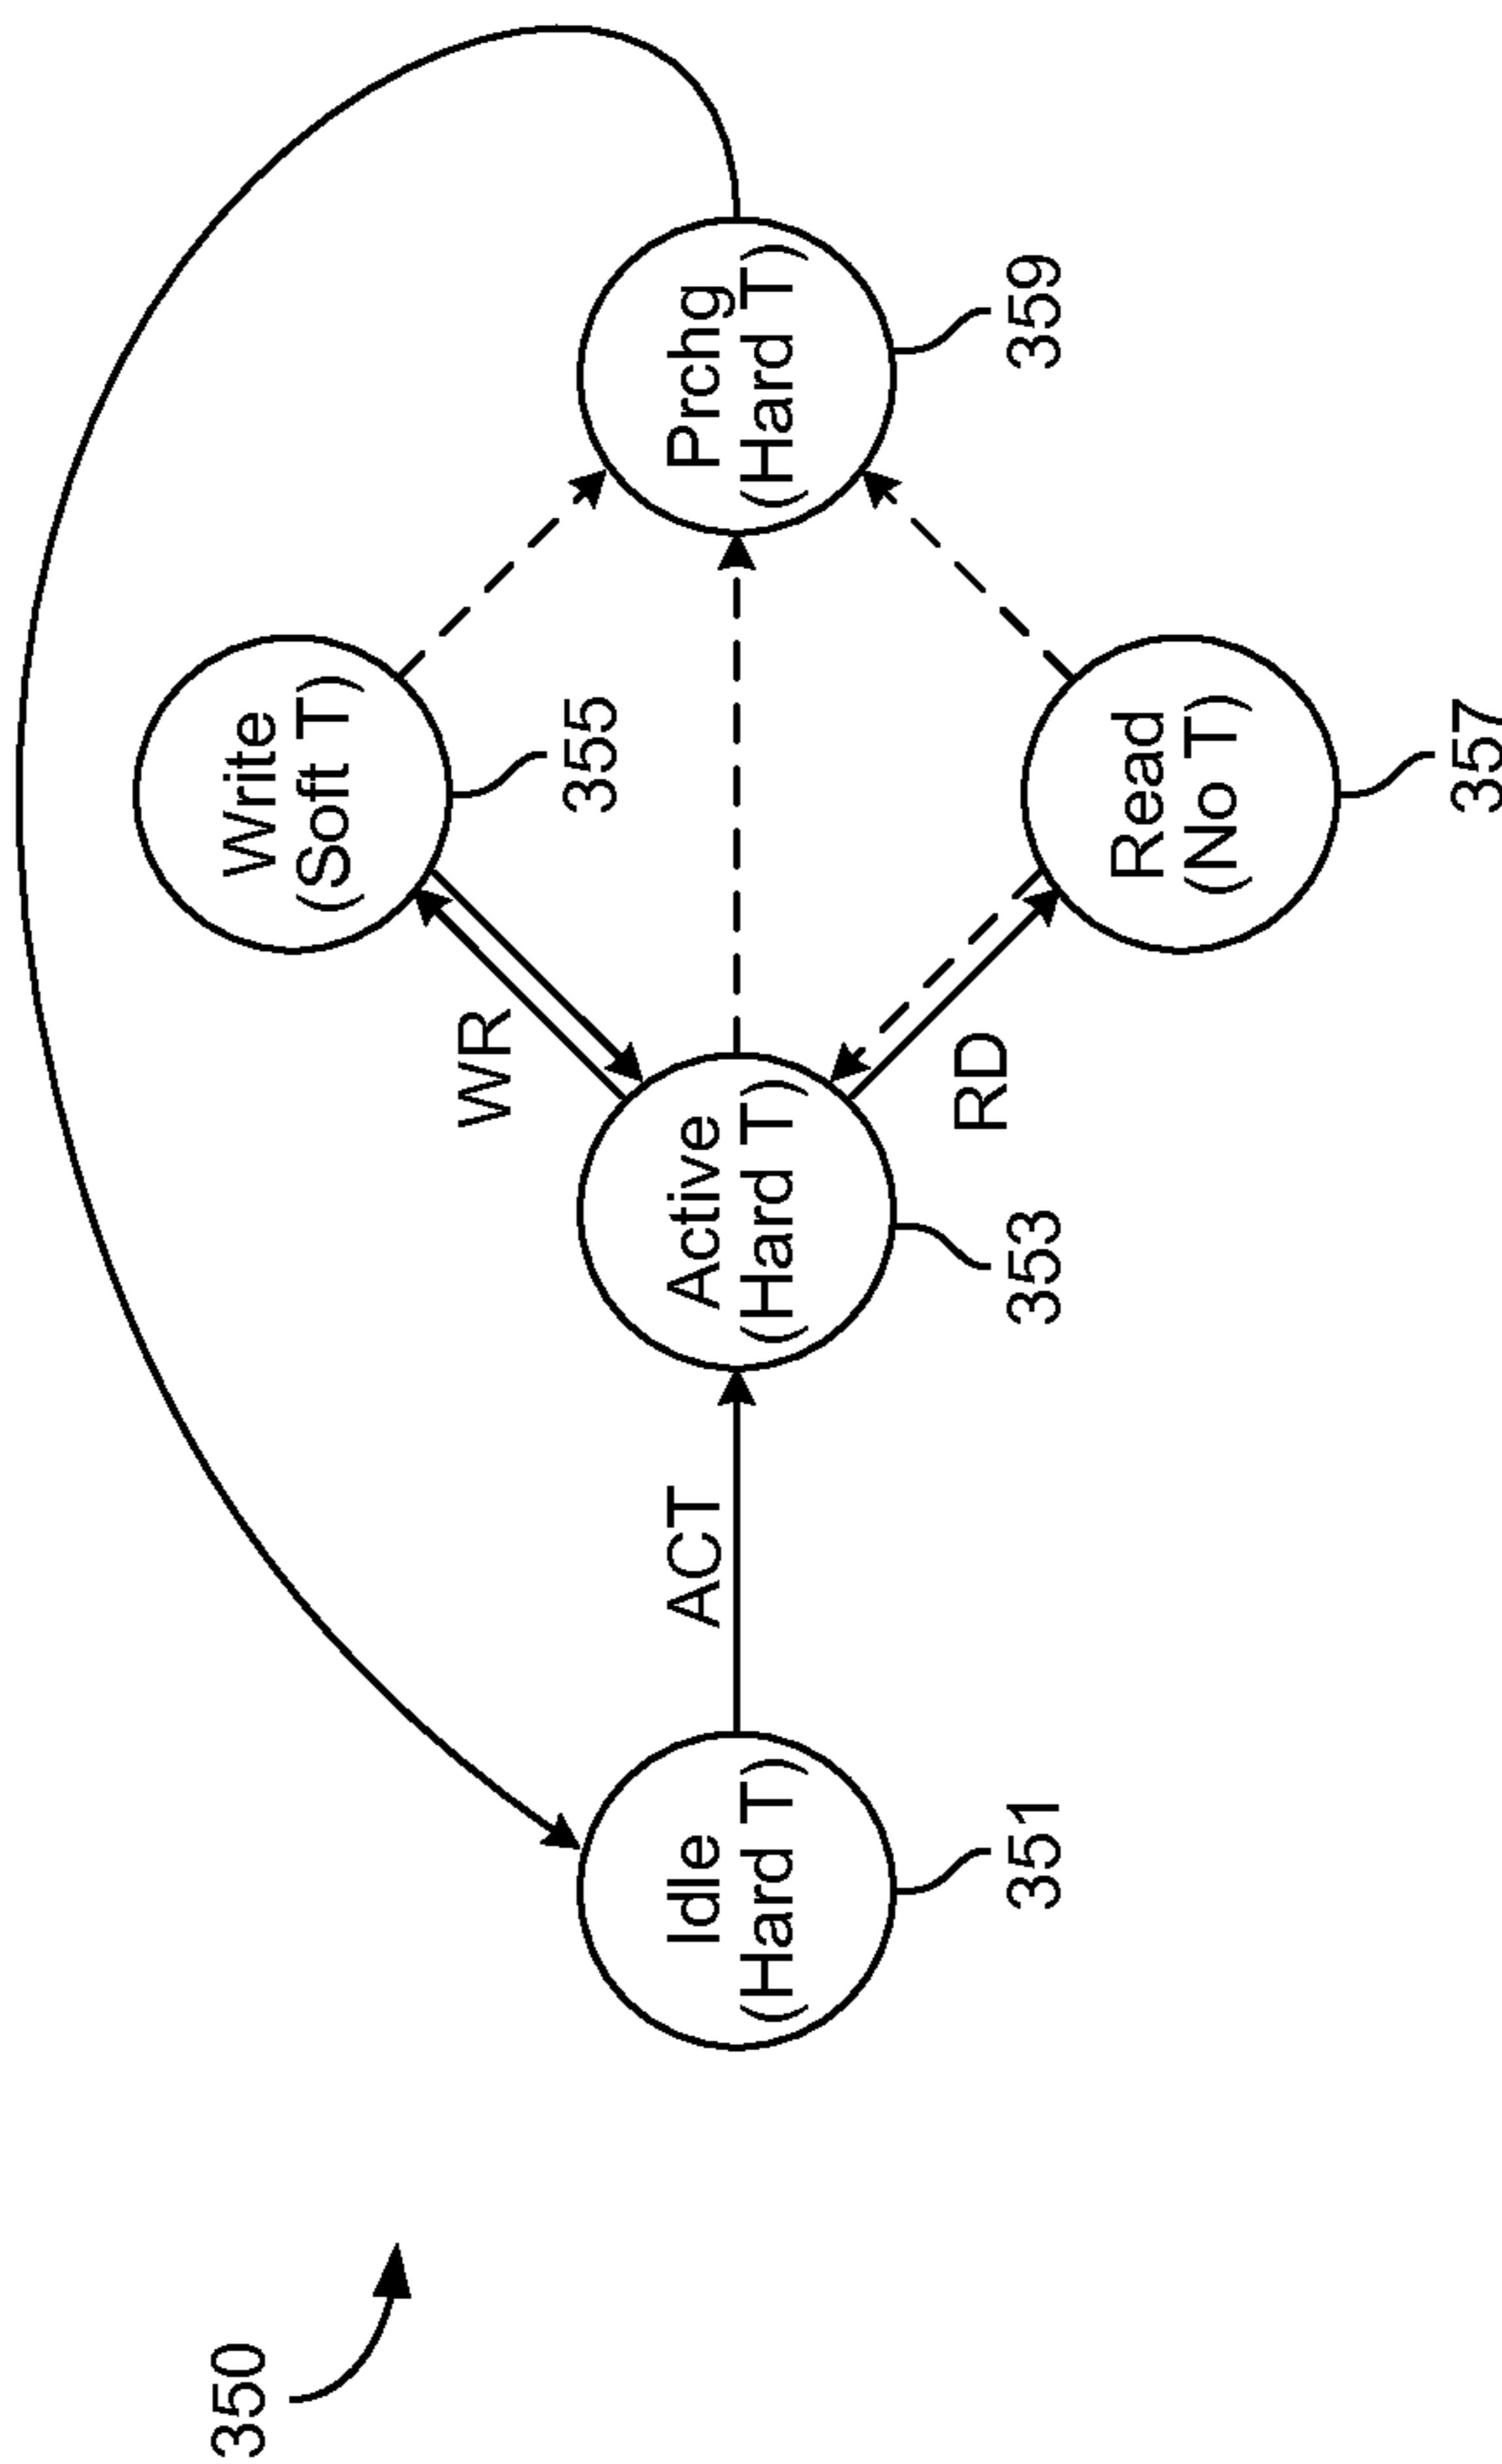 350
Write
(Soft T)
355
WR
Idle
(Hard T)
351
ACT
Active
(Hard T)
353
Prchg
(Hard T)
359
RD
Read
(No T)
357